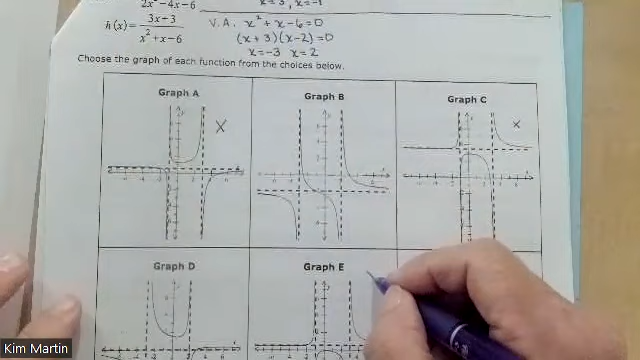 2x² - 4x - 6
x = 3, x = -1
h(x) = 3x - 3 / x² + x - 6
V.A. x² + x - 6 = 0
(x + 3)(x - 2) = 0
x = -3 x = 2
Choose the graph of each function from the choices below.
Graph A
Graph B
Graph C
X
x
Graph D
Graph E
Kim Martin